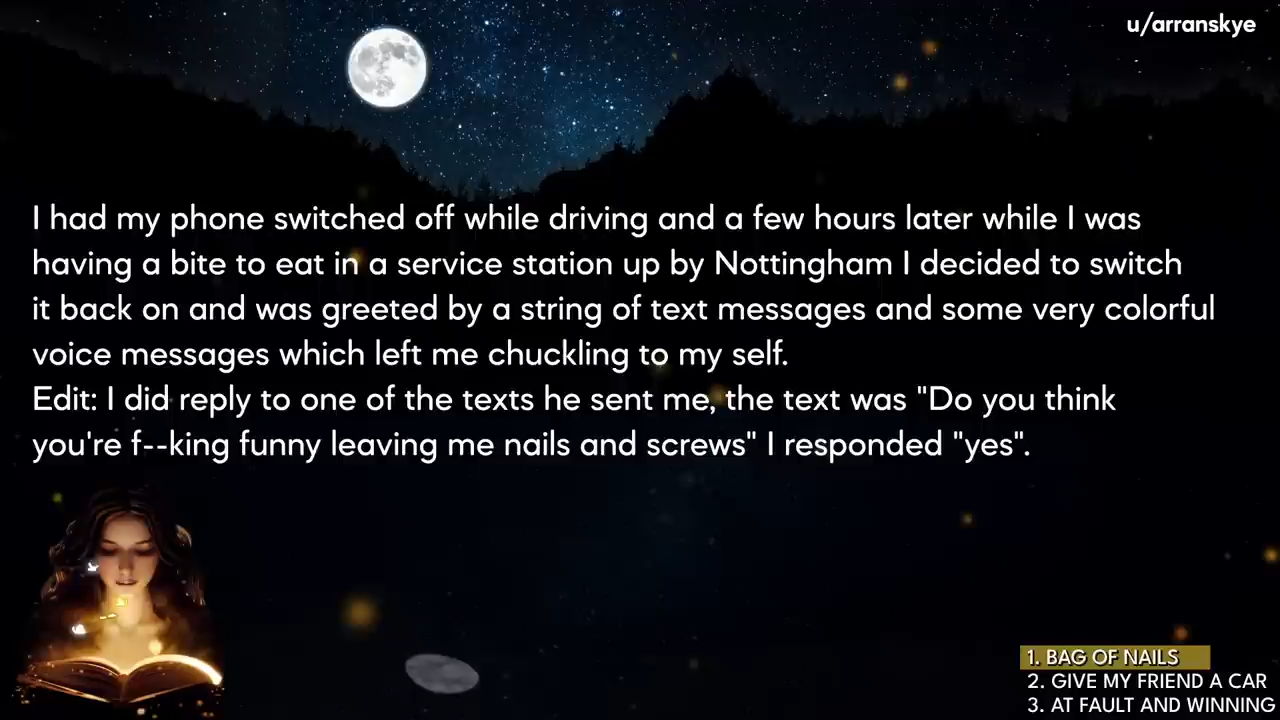 u/arranskye
I had my phone switched off while driving and a few hours later while I was
having a bite to eat in a service station up by Nottingham I decided to switch
it back on and was greeted by a string of text messages and some very colorful
voice messages which left me chuckling to my self.
Edit: I did reply to one of the texts he sent me, the text was "Do you think
you're f--king funny leaving me nails and screws" I responded "yes".
1. BAG OF NAILS
2. GIVE MY FRIEND A CAR
3. AT FAULT AND WINNING